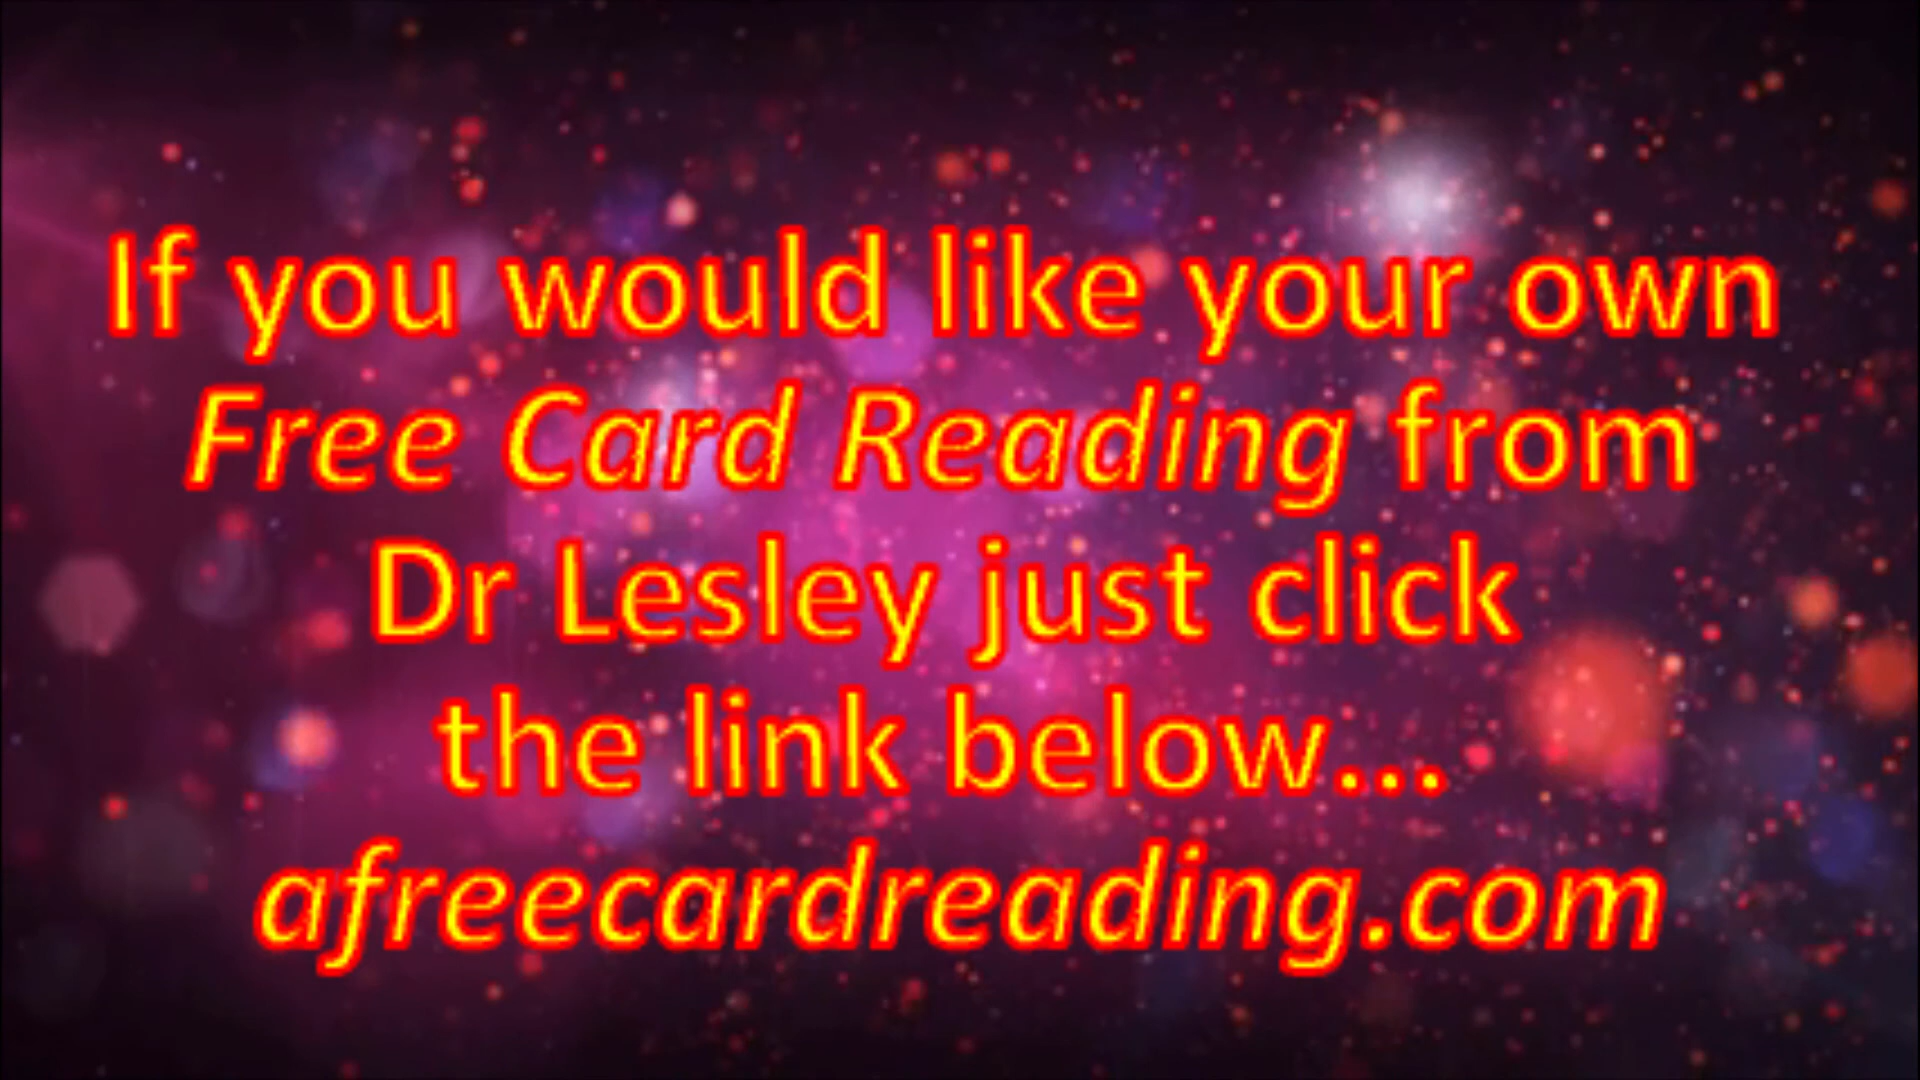 If you would like your own
Free Card Reading from
Dr Lesley just click
the link below...
afreecardreading.com